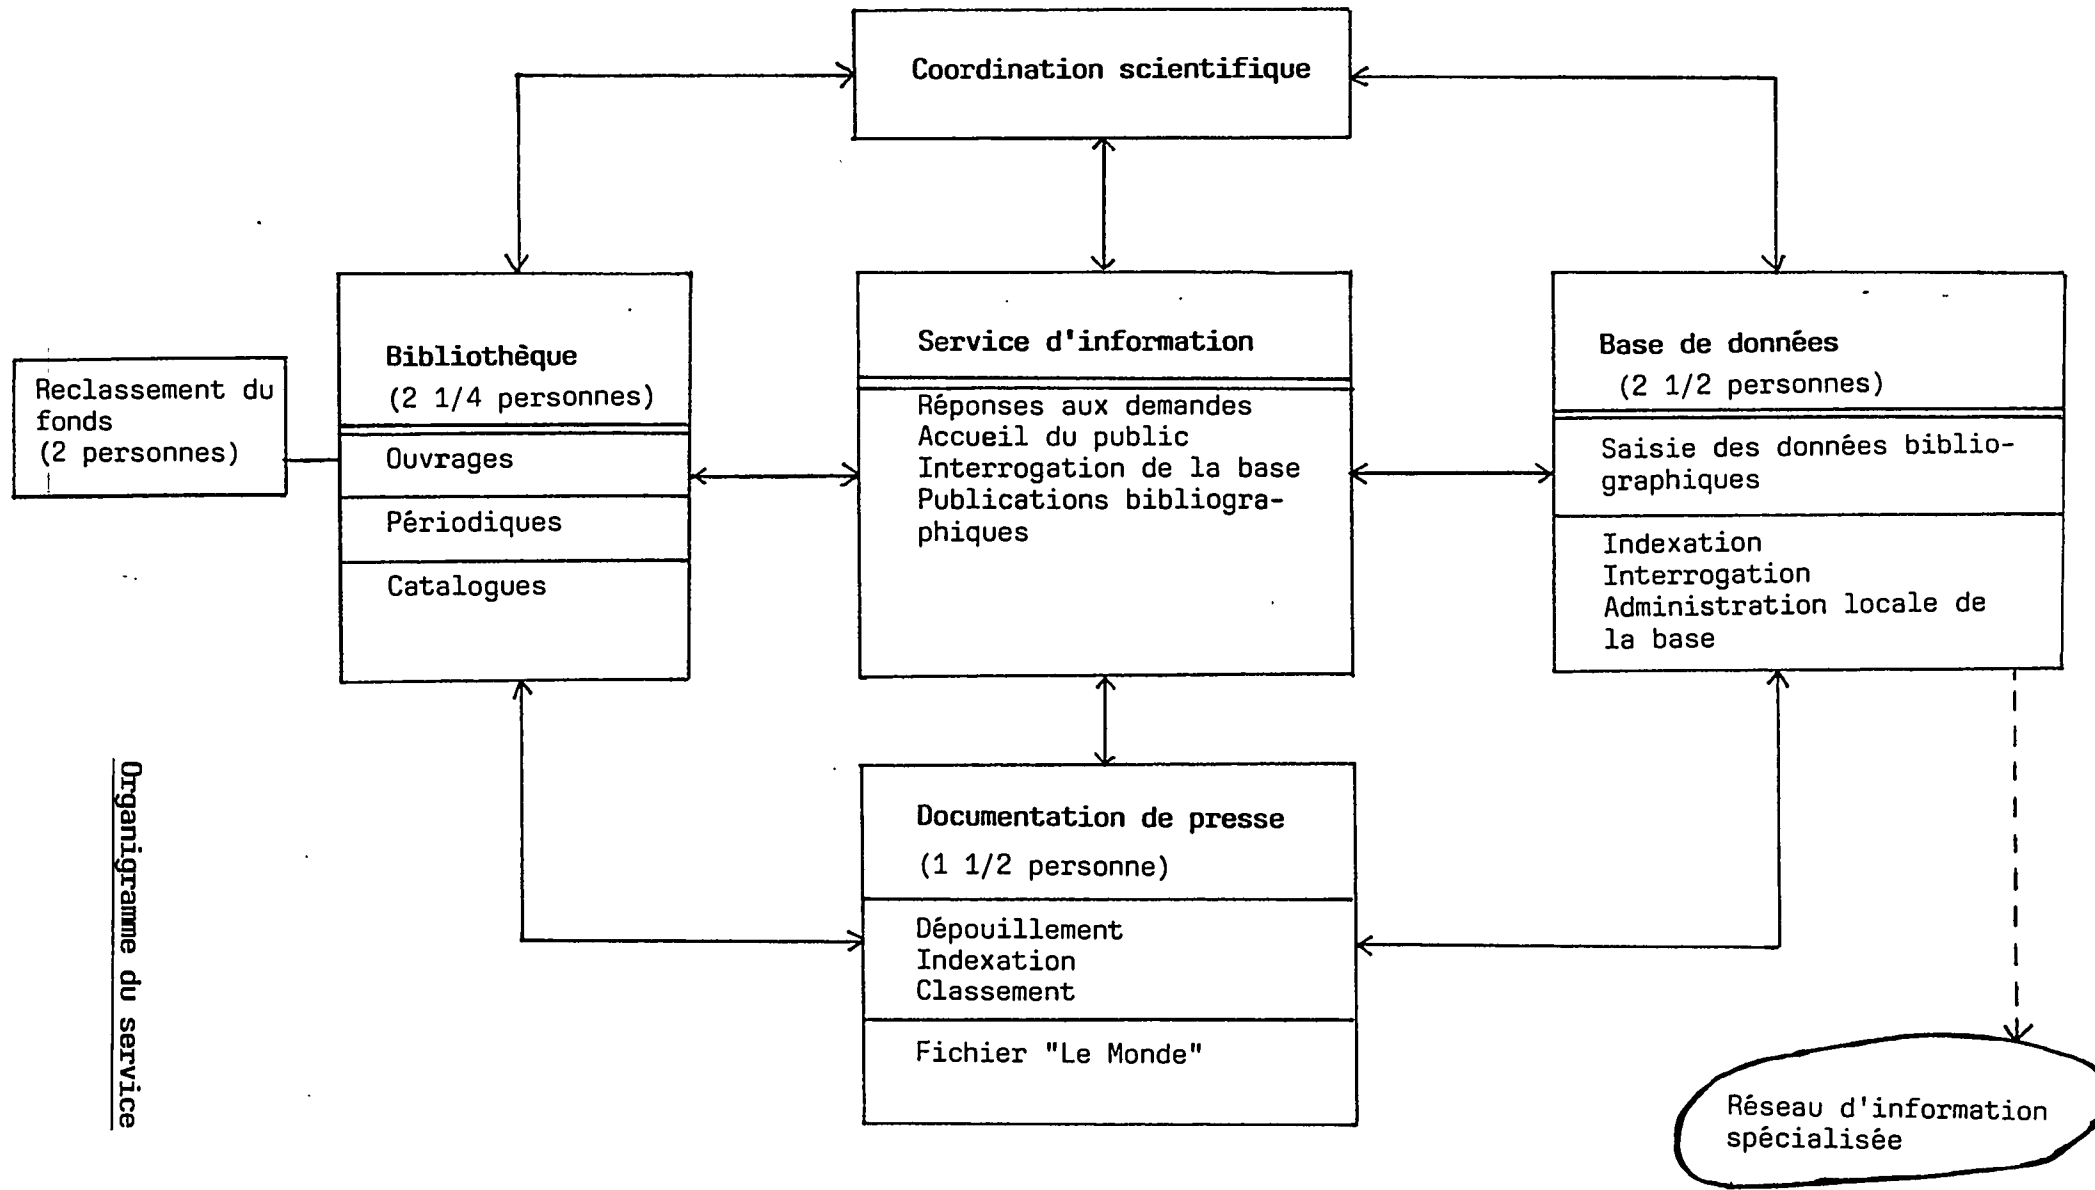 Coordination scientifique
Reclassement du
fonds
(2 personnes)
Bibliothèque
(2 1/4 personnes)
Ouvrages
Périodiques
Catalogues
Service d'information
Réponses aux demandes
Accueil du public
Interrogation de la base
Publications bibliogra-
phiques
Base de données
(2 1/2 personnes)
Saisie des données biblio-
graphiques
Indexation
Interrogation
Administration locale de
la base
Documentation de presse
(1 1/2 personne)
Dépouillement
Indexation
Classement
Fichier "Le Monde"
Réseau d'information
spécialisée
Organigramme du service